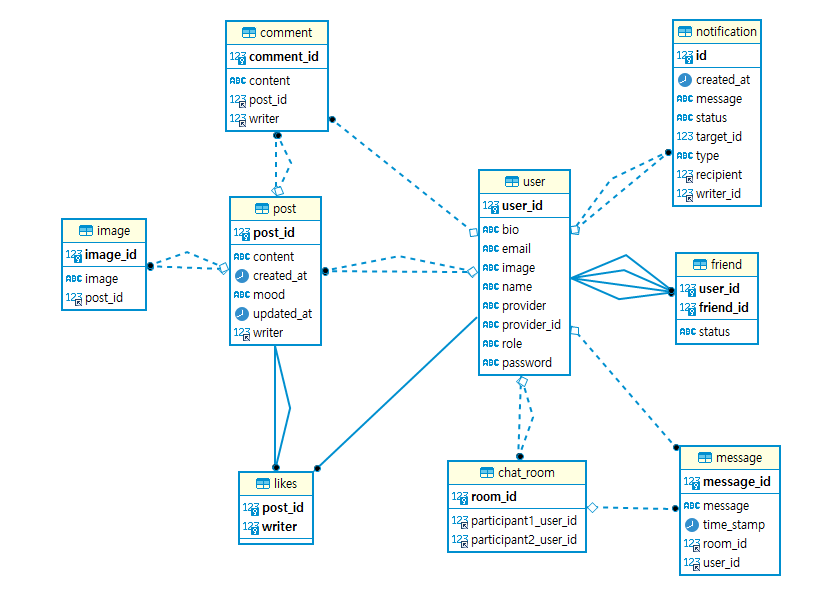 comment
123 comment_id
ABC content
123 post_id
123 writer
notification
123 id
created_at
ABC message
ABC status
123 target_id
ABC type
123 recipient
123 writer_id
user
123 user_id
ABC bio
ABC email
ABC image
ABC name
ABC provider
ABC provider_id
ABC role
ABC password
post
123 post_id
ABC content
created_at
ABC mood
updated_at
123 writer
image
123 image_id
ABC image
123 post_id
friend
123 user_id
123 friend_id
ABC status
likes
123 post_id
123 writer
chat_room
123 room_id
123 participant1_user_id
123 participant2_user_id
message
123 message_id
ABC message
time_stamp
123 room_id
123 user_id